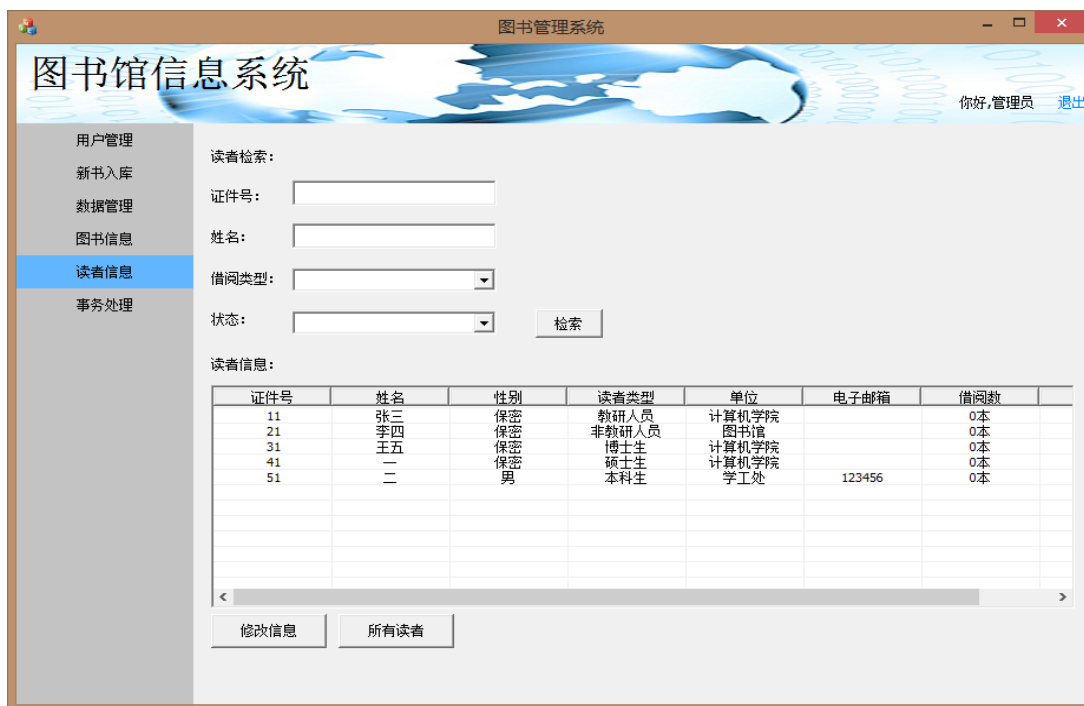 图书管理系统
图书馆信息系统
你好,管理员 退出
用户管理
新书入库
数据管理
图书信息
读者信息
事务处理
读者检索：
证件号：
姓名：
借阅类型：
状态：
检索
读者信息：
证件号 姓名 性别 读者类型 单位 电子邮箱 借阅数
11 张三 保密 教研人员 计算机学院 0本
21 李四 保密 非教研人员 图书馆 0本
31 王五 保密 博士生 计算机学院 0本
41 一 保密 硕士生 计算机学院 0本
51 二 男 本科生 学工处 123456 0本
修改信息 所有读者